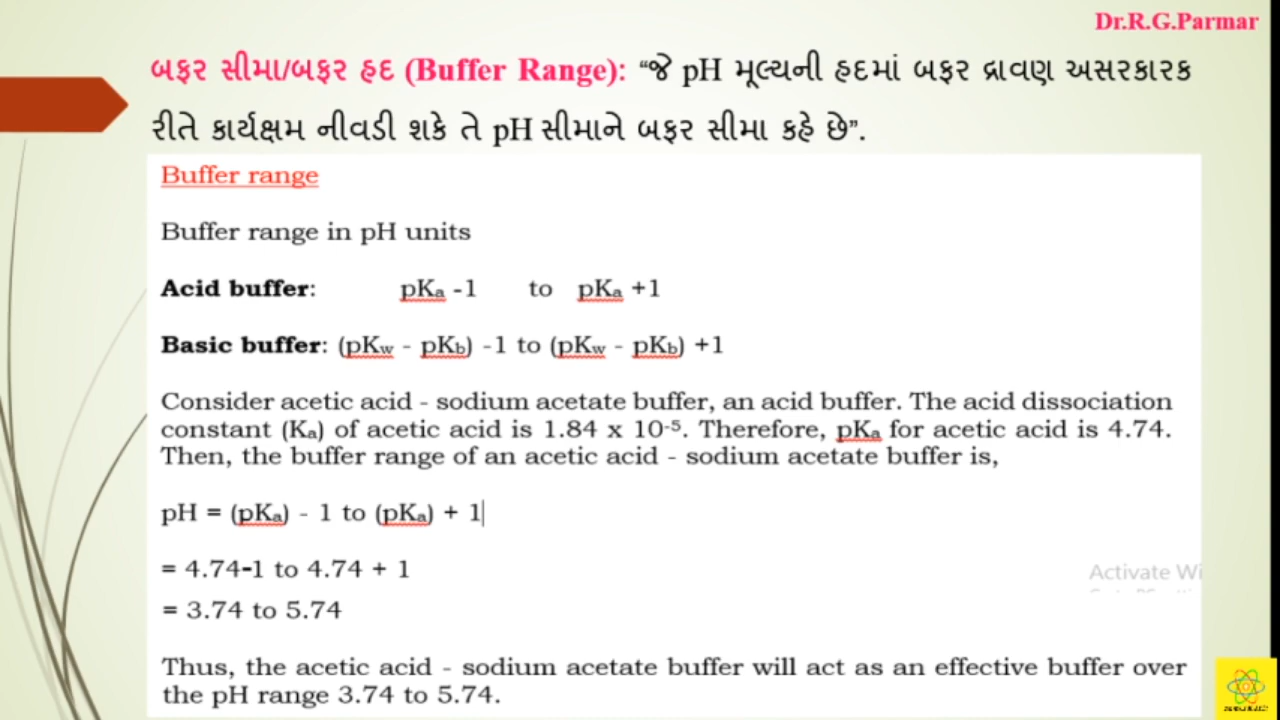 Dr.R.G.Parmar
બફર સીમા/બફર હદ (Buffer Range): “જે pH મૂલ્યની હદમાં બફર દ્રાવણ અસરકારક
રીતે કાર્યક્ષમ નીવડી શકે તે pH સીમાને બફર સીમા કહે છે”.
Buffer range
Buffer range in pH units
Acid buffer: pKa -1 to pKa +1
Basic buffer: (pKw - pKb) -1 to (pKw - pKb) +1
Consider acetic acid - sodium acetate buffer, an acid buffer. The acid dissociation
constant (Ka) of acetic acid is 1.84 x 10-5. Therefore, pKa for acetic acid is 4.74.
Then, the buffer range of an acetic acid - sodium acetate buffer is,
pH = (pKa) - 1 to (pKa) + 1
= 4.74-1 to 4.74 + 1
Activate Wi
= 3.74 to 5.74
Thus, the acetic acid - sodium acetate buffer will act as an effective buffer over
the pH range 3.74 to 5.74.